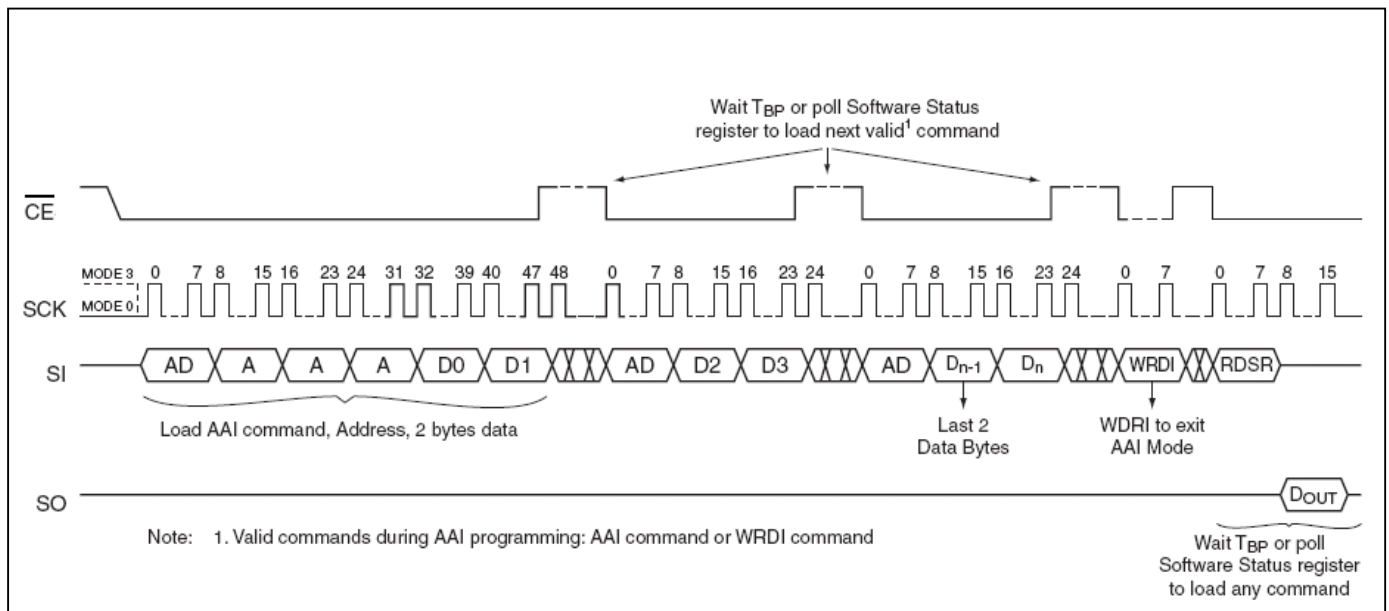 Wait TBP or poll Software Status
register to load next valid1 command
CE
MODE 3 0 7 8 15 16 23 24 31 32 39 40 47 48 0 7 8 15 16 23 24 0 7 8 15 16 23 24 0 7 0 7 8 15
MODE 0
SCK
SI AD A A A D0 D1 AD D2 D3 AD Dn-1 Dn WRDI RDSR
Load AAI command, Address, 2 bytes data
Last 2
Data Bytes
WDRI to exit
AAI Mode
SO DOUT
Note: 1. Valid commands during AAI programming: AAI command or WRDI command
Wait TBP or poll
Software Status register
to load any command